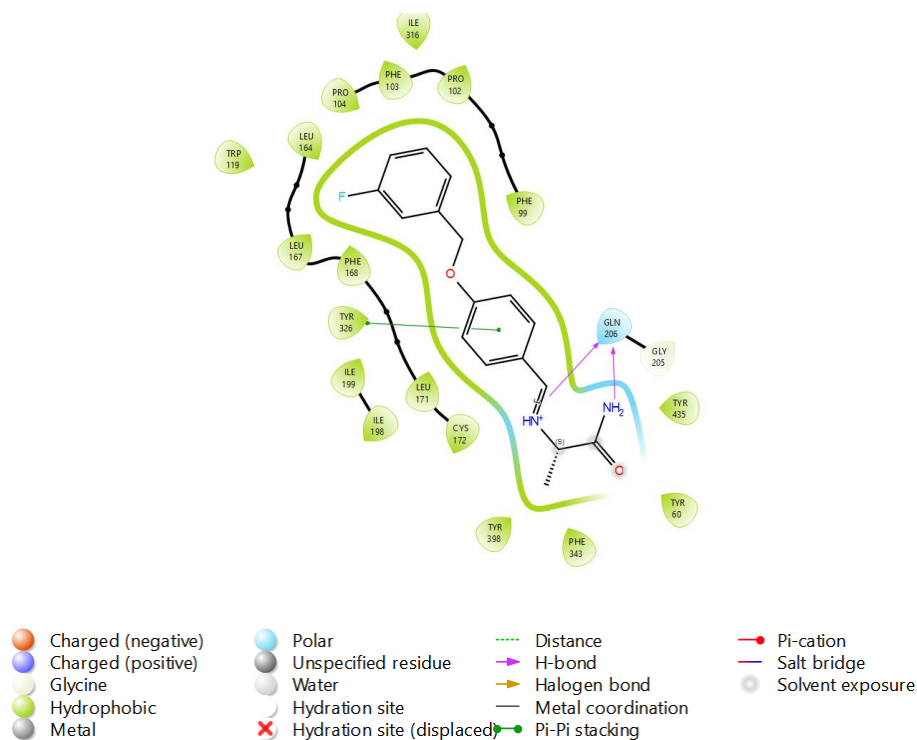 ILE
316
PHE
103
PRO
102
PRO
104
LEU
164
TRP
119
F
PHE
99
LEU
167
PHE
168
O
TYR
326
GLN
206
GLY
205
ILE
199
LEU
171
NH2
TYR
435
ILE
198
CYS
172
HN+
(S)
O
TYR
60
TYR
398
PHE
343
Charged (negative)
Charged (positive)
Glycine
Hydrophobic
Metal
Polar
Unspecified residue
Water
Hydration site
Hydration site (displaced)
Distance
H-bond
Halogen bond
Metal coordination
Pi-Pi stacking
Pi-cation
Salt bridge
Solvent exposure